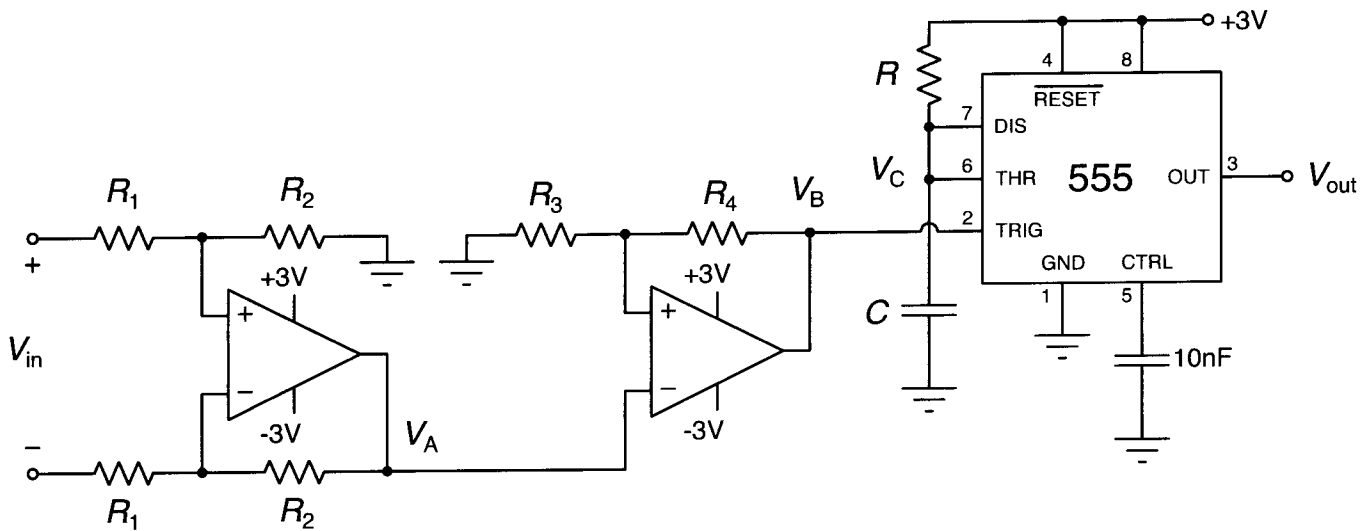 +3V
R
4
8
RESET
7
DIS
V_C
6
THR
555
OUT
3
V_out
R_1
R_2
R_3
R_4
V_B
2
TRIG
+
+3V
+3V
GND
CTRL
1
5
+
+
C
V_in
10nF
−
−
-3V
-3V
−
V_A
R_1
R_2